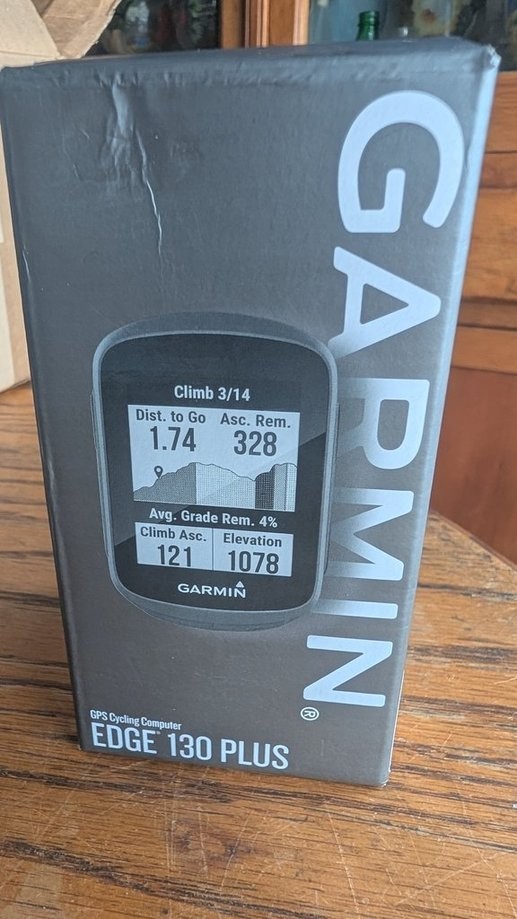 GARMIN®
Climb 3/14
Dist. to Go Asc. Rem.
1.74 328
Avg. Grade Rem. 4%
Climb Asc. Elevation
121 1078
GARMIN
GPS Cycling Computer
EDGE™ 130 PLUS